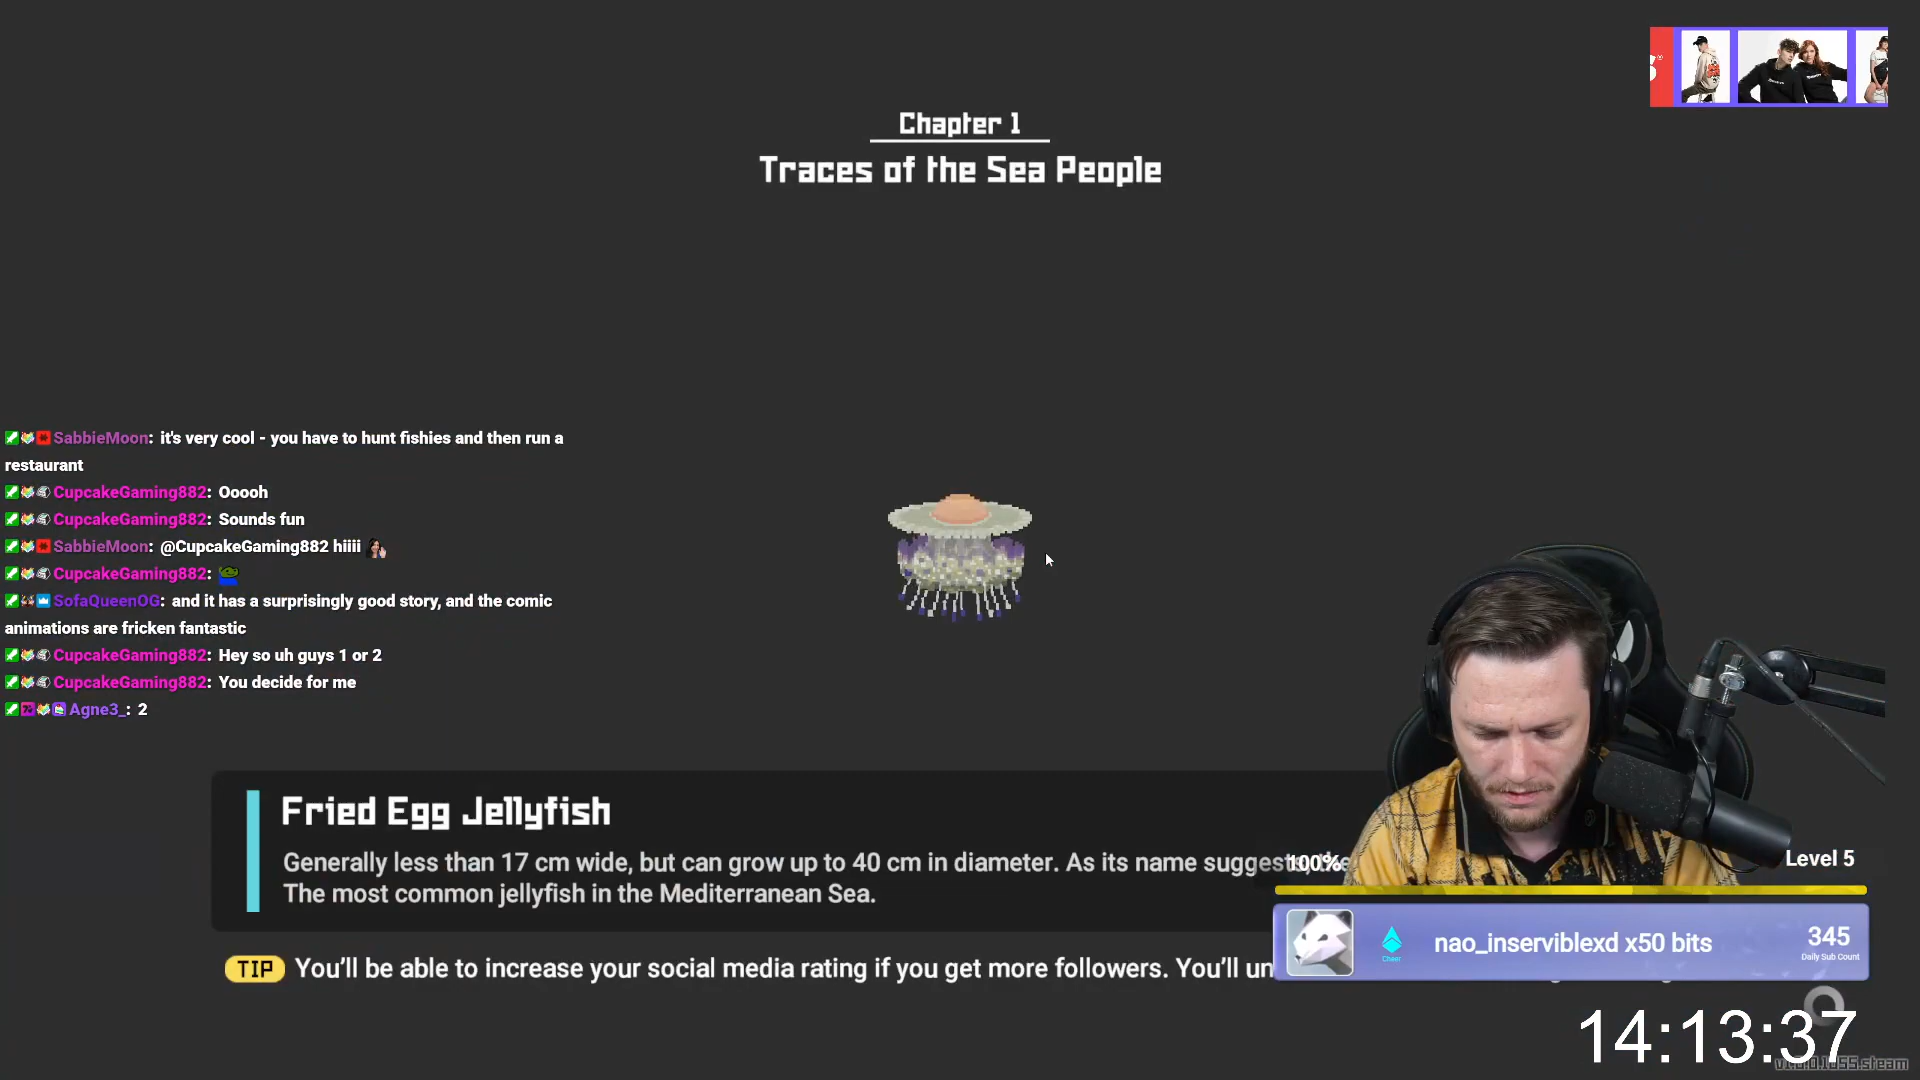 Chapter 1
Traces of the Sea People
SabbieMoon: it's very cool - you have to hunt fishies and then run a
restaurant
CupcakeGaming882: Ooooh
CupcakeGaming882: Sounds fun
SabbieMoon: @CupcakeGaming882 hiiii
CupcakeGaming882:
SofaQueenOG: and it has a surprisingly good story, and the comic
animations are fricken fantastic
CupcakeGaming882: Hey so uh guys 1 or 2
CupcakeGaming882: You decide for me
Agne3_: 2
Fried Egg Jellyfish
Generally less than 17 cm wide, but can grow up to 40 cm in diameter. As its name suggests, the
The most common jellyfish in the Mediterranean Sea.
100%
Level 5
TIP You'll be able to increase your social media rating if you get more followers. You'll un
Cheer
nao_inserviblexd x50 bits
345
Daily Sub Count
14:13:37